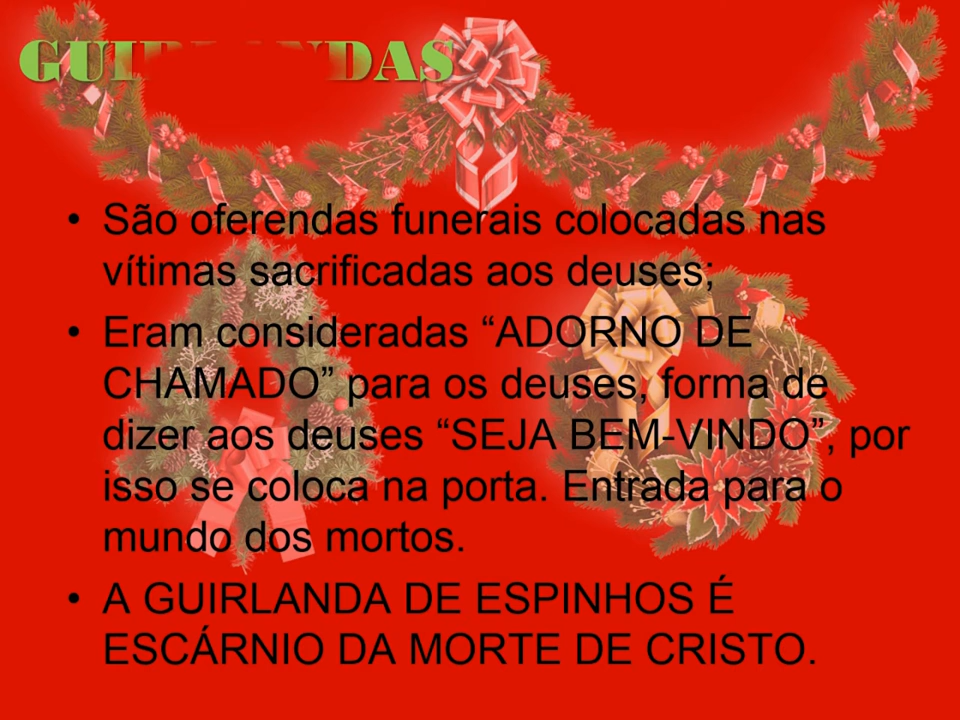 GUIRLANDAS
• São oferendas funerais colocadas nas
vítimas sacrificadas aos deuses;
• Eram consideradas “ADORNO DE
CHAMADO” para os deuses, forma de
dizer aos deuses “SEJA BEM-VINDO”, por
isso se coloca na porta. Entrada para o
mundo dos mortos.
• A GUIRLANDA DE ESPINHOS É
ESCÁRNIO DA MORTE DE CRISTO.